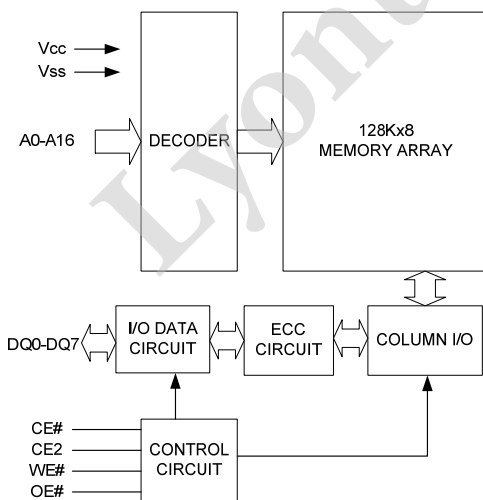 Vcc
Vss
A0-A16
DECODER
128Kx8
MEMORY ARRAY
DQ0-DQ7
I/O DATA
CIRCUIT
ECC
CIRCUIT
COLUMN I/O
CE#
CE2
WE#
OE#
CONTROL
CIRCUIT
Lyont